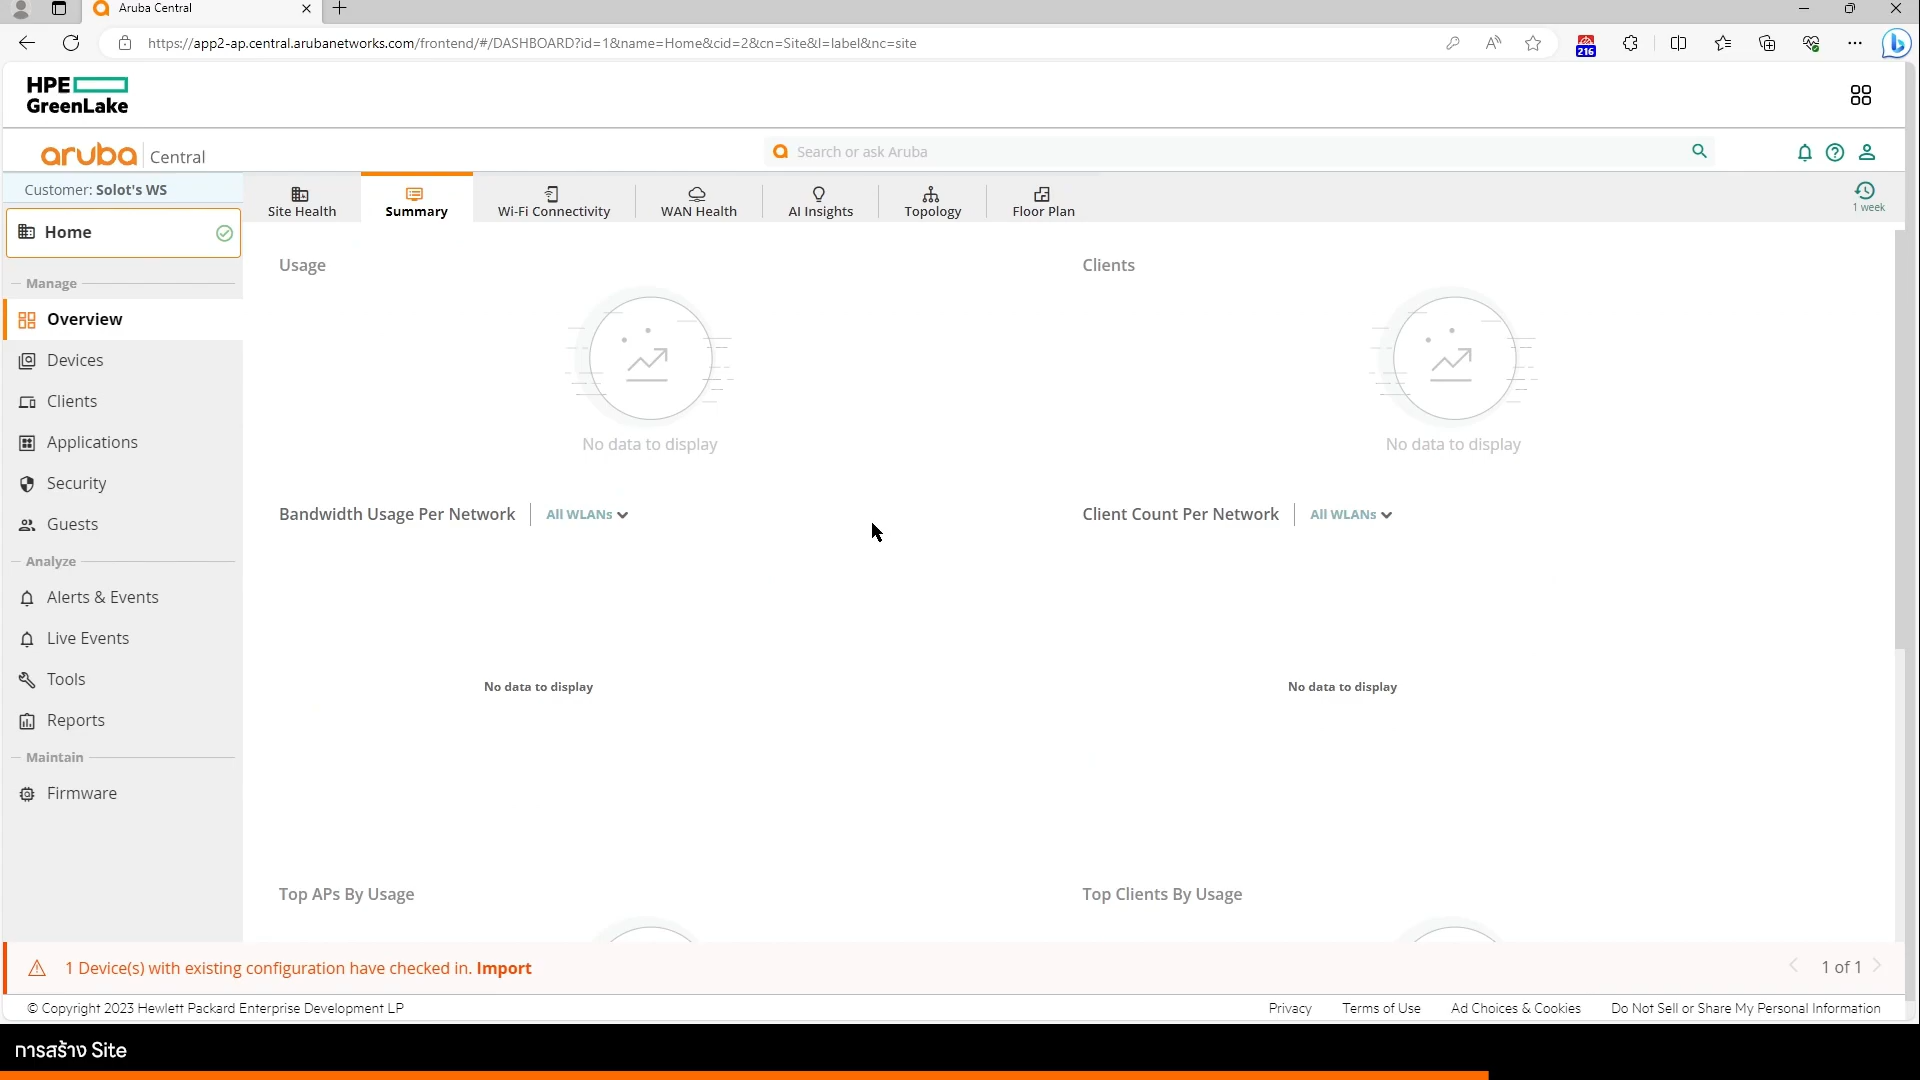 Aruba Central
https://app2-ap.central.arubanetworks.com/frontend/#/DASHBOARD?id=1&name=Home&cid=2&cn=Site&l=label&nc=site
216
HPE
GreenLake
aruba Central
Search or ask Aruba
Customer: Solot's WS
Site Health
Summary
Wi-Fi Connectivity
WAN Health
AI Insights
Topology
Floor Plan
1 week
Home
Manage
Overview
Devices
Clients
Applications
Security
Guests
Analyze
Alerts & Events
Live Events
Tools
Reports
Maintain
Firmware
Usage
No data to display
Clients
No data to display
Bandwidth Usage Per Network All WLANs
No data to display
Client Count Per Network All WLANs
No data to display
Top APs By Usage
Top Clients By Usage
1 Device(s) with existing configuration have checked in. Import
1 of 1
© Copyright 2023 Hewlett Packard Enterprise Development LP
Privacy
Terms of Use
Ad Choices & Cookies
Do Not Sell or Share My Personal Information
การสร้าง Site